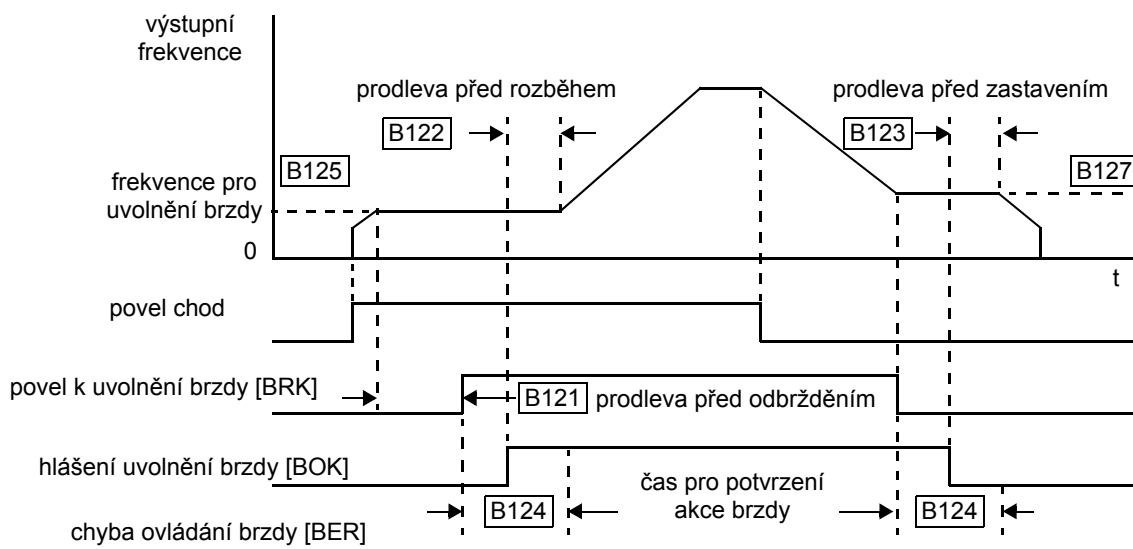 výstupní
frekvence
prodleva před rozběhem
prodleva před zastavením
B122
B123
B125
B127
frekvence pro
uvolnění brzdy
0
t
povel chod
povel k uvolnění brzdy [BRK]
B121 prodleva před odbržděním
hlášení uvolnění brzdy [BOK]
čas pro potvrzení
akce brzdy
B124
B124
chyba ovládání brzdy [BER]